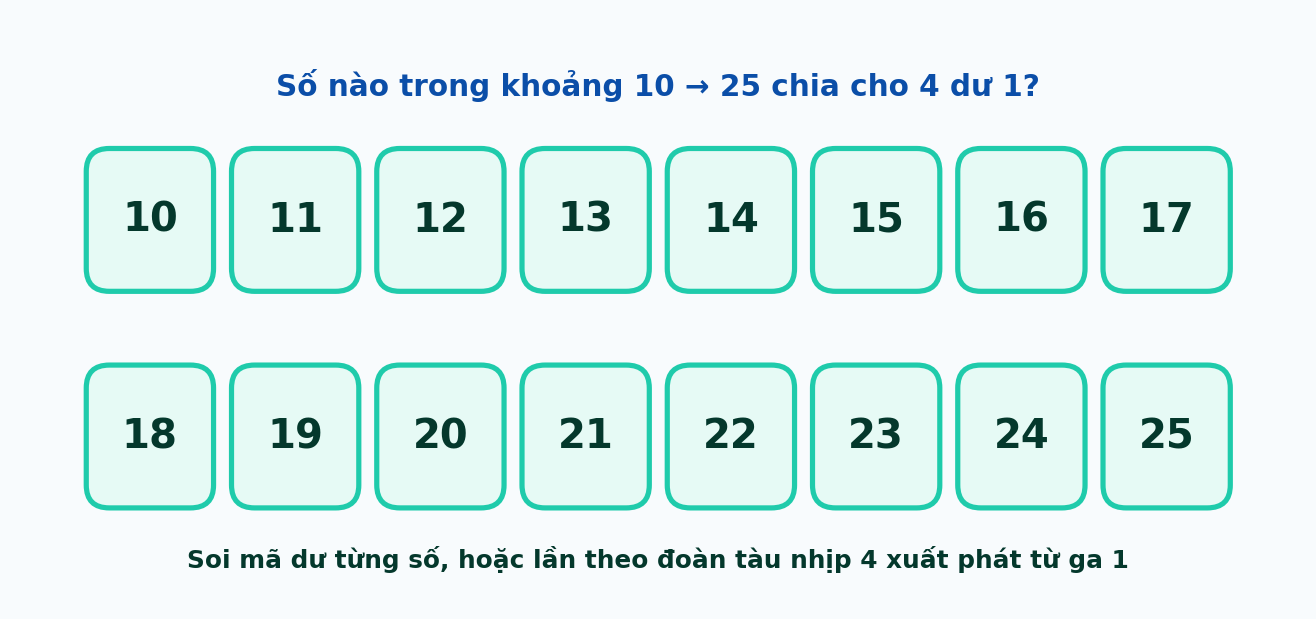 Số nào trong khoảng 10 → 25 chia cho 4 dư 1?
10 11 12 13 14 15 16 17
18 19 20 21 22 23 24 25
Soi mã dư từng số, hoặc lần theo đoàn tàu nhịp 4 xuất phát từ ga 1